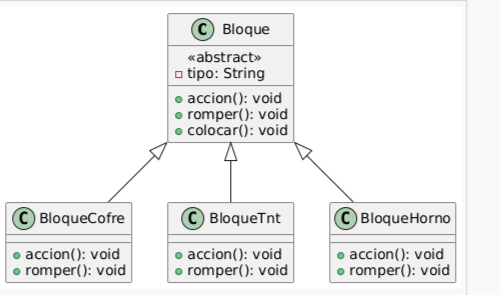 C Bloque
«abstract»
tipo: String
accion(): void
romper(): void
colocar(): void
C BloqueCofre
accion(): void
romper(): void
C BloqueTnt
accion(): void
romper(): void
C BloqueHorno
accion(): void
romper(): void